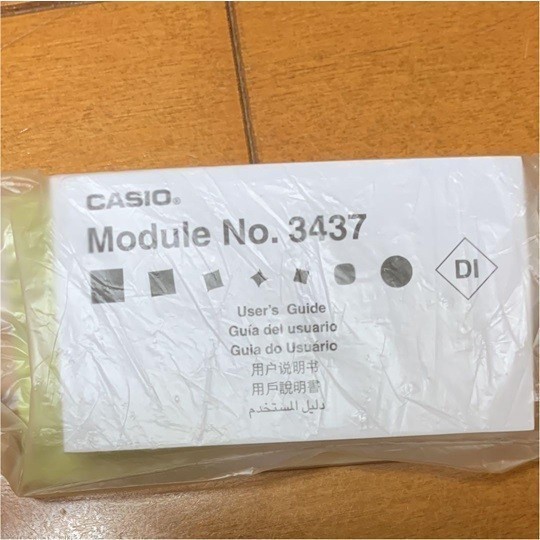 CASIO®
Module No. 3437
DI
User's Guide
Guía del usuario
Guia do Usuario
用户说明书
用戶說明書
دليل المستخدم